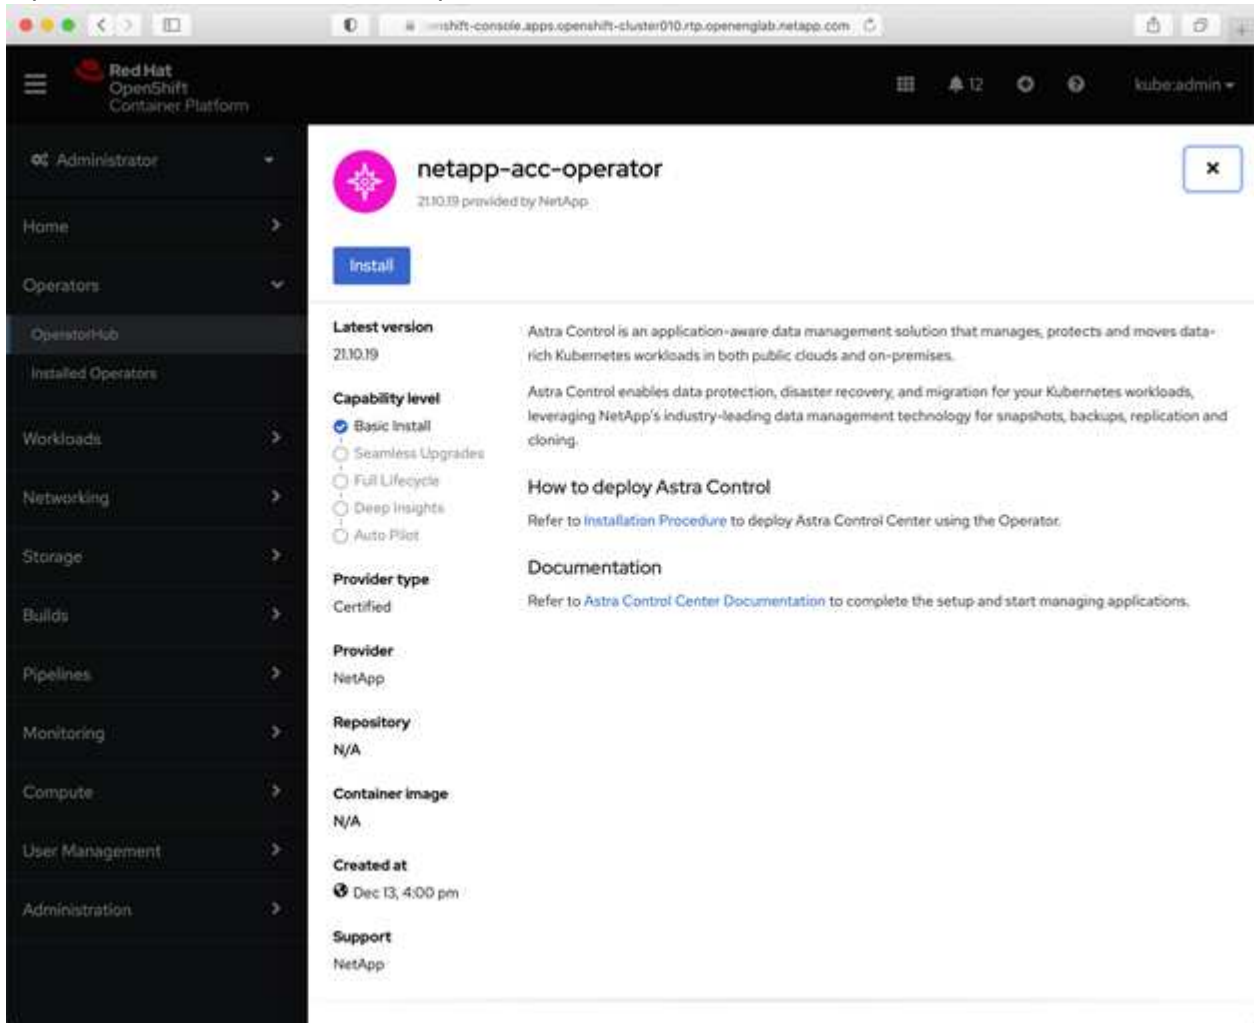 openshift-cluster010.rtp.openenglab.netapp.com
Red Hat
OpenShift
Container Platform
12
kube:admin
Administrator
Home
Operators
OperatorHub
Installed Operators
Workloads
Networking
Storage
Builds
Pipelines
Monitoring
Compute
User Management
Administration
netapp-acc-operator
21.10.19 provided by NetApp
Install
Latest version
21.10.19
Capability level
Basic Install
Seamless Upgrades
Full Lifecycle
Deep Insights
Auto Pilot
Provider type
Certified
Provider
NetApp
Repository
N/A
Container image
N/A
Created at
Dec 13, 4:00 pm
Support
NetApp
Astra Control is an application-aware data management solution that manages, protects and moves data-
rich Kubernetes workloads in both public clouds and on-premises.
Astra Control enables data protection, disaster recovery, and migration for your Kubernetes workloads,
leveraging NetApp's industry-leading data management technology for snapshots, backups, replication and
cloning.
How to deploy Astra Control
Refer to Installation Procedure to deploy Astra Control Center using the Operator.
Documentation
Refer to Astra Control Center Documentation to complete the setup and start managing applications.